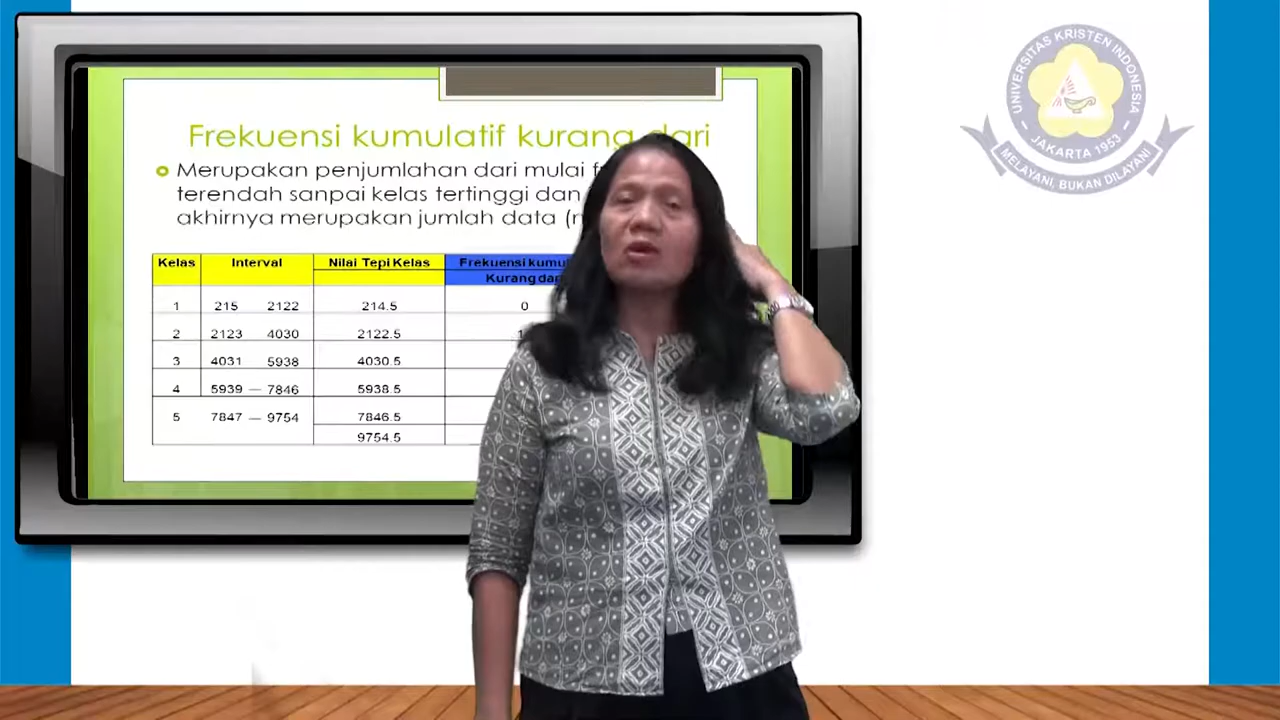 Frekuensi kumulatif kurang dari
Merupakan penjumlahan dari mulai
terendah sanpai kelas tertinggi dan
akhirnya merupakan jumlah data
Kelas Interval Nilai Tepi Kelas Frekuensi
Kurang dari
1 215 2122 214.5 0
2 2123 4030 2122.5
3 4031 5938 4030.5
4 5939 — 7846 5938.5
5 7847 — 9754 7846.5
9754.5
UNIVERSITAS KRISTEN INDONESIA
JAKARTA 1953
MELAYANI, BUKAN DILAYANI